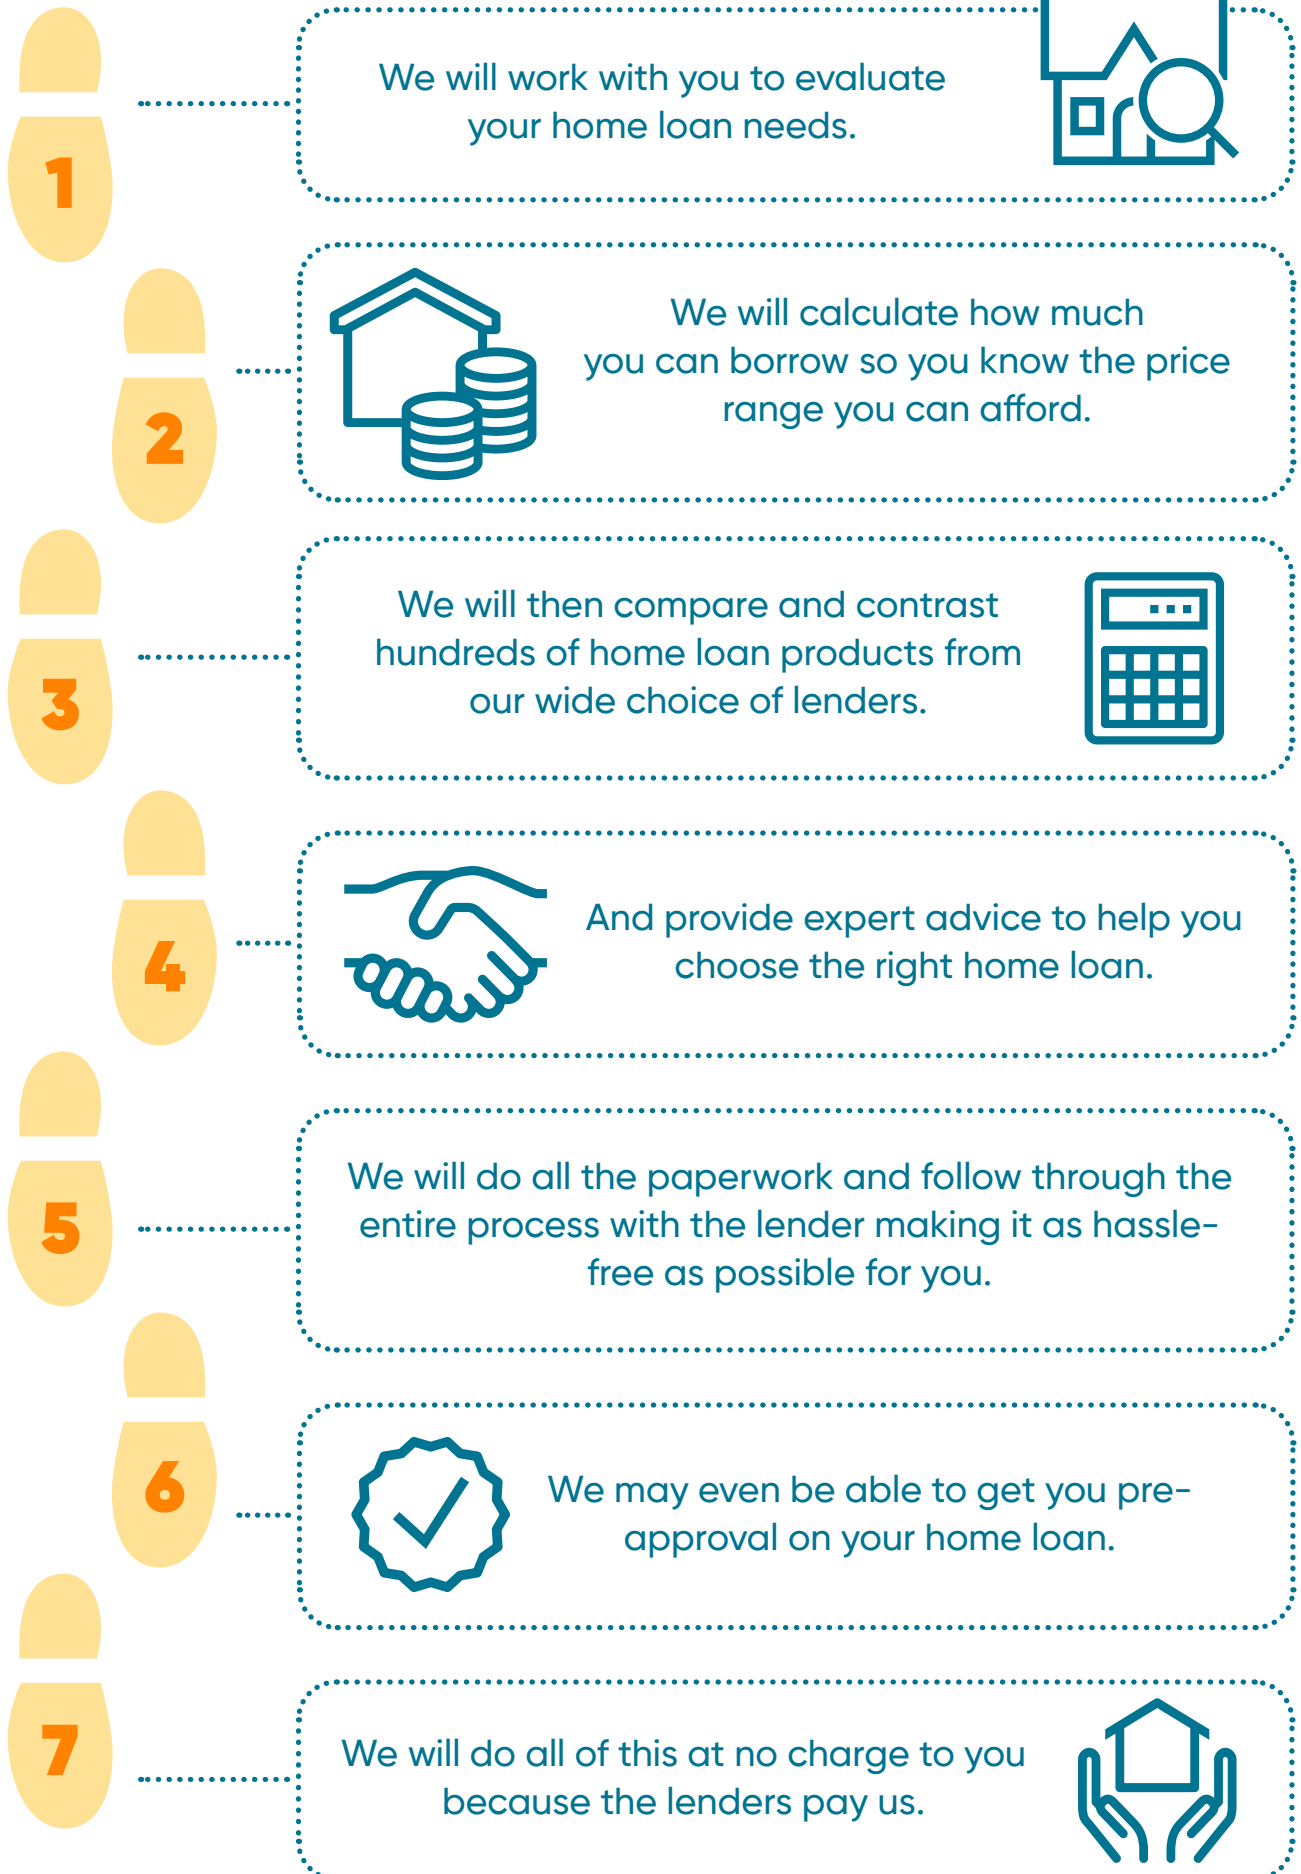 1
We will work with you to evaluate
your home loan needs.
2
We will calculate how much
you can borrow so you know the price
range you can afford.
3
We will then compare and contrast
hundreds of home loan products from
our wide choice of lenders.
4
And provide expert advice to help you
choose the right home loan.
5
We will do all the paperwork and follow through the
entire process with the lender making it as hassle-
free as possible for you.
6
We may even be able to get you pre-
approval on your home loan.
7
We will do all of this at no charge to you
because the lenders pay us.